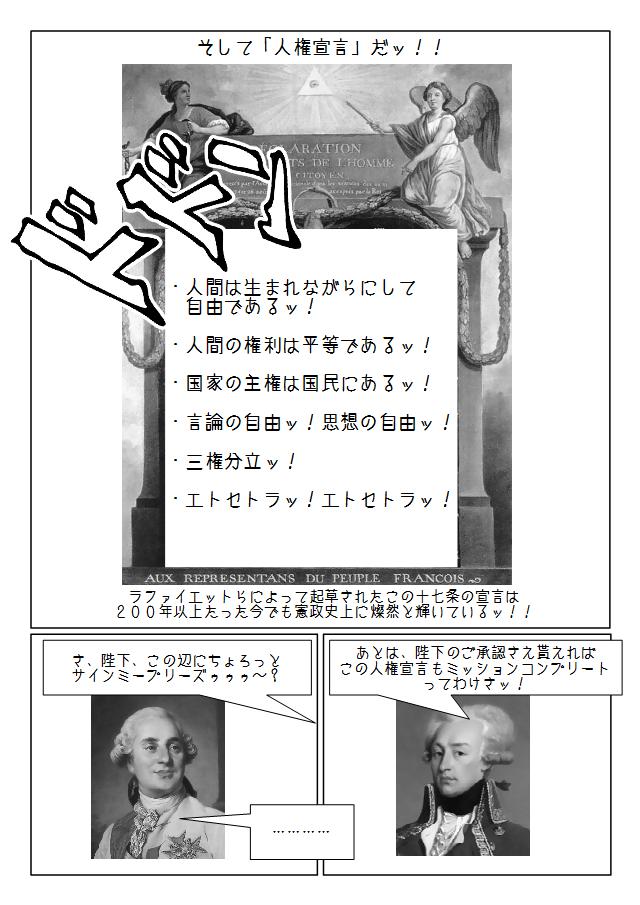 そして「人権宣言」だッ！！
ドドン
DÉCLARATION
DE L'HOMME
CITOYEN
・人間は生まれながらにして
自由であるッ！
・人間の権利は平等であるッ！
・国家の主権は国民にあるッ！
・言論の自由ッ！思想の自由ッ！
・三権分立ッ！
・エトセトラッ！エトセトラッ！
AUX REPRESENTANS DU PEUPLE FRANCOIS
ラファイエットらによって起草されたこの十七条の宣言は
２００年以上たった今でも憲政史上に燦然と輝いているッ！！
あとは、陛下のご承認さえ貰えれば
この人権宣言もミッションコンプリート
ってわけさッ！
さ、陛下、この辺にちょろっと
サインミープリーズゥゥゥ～？
…………